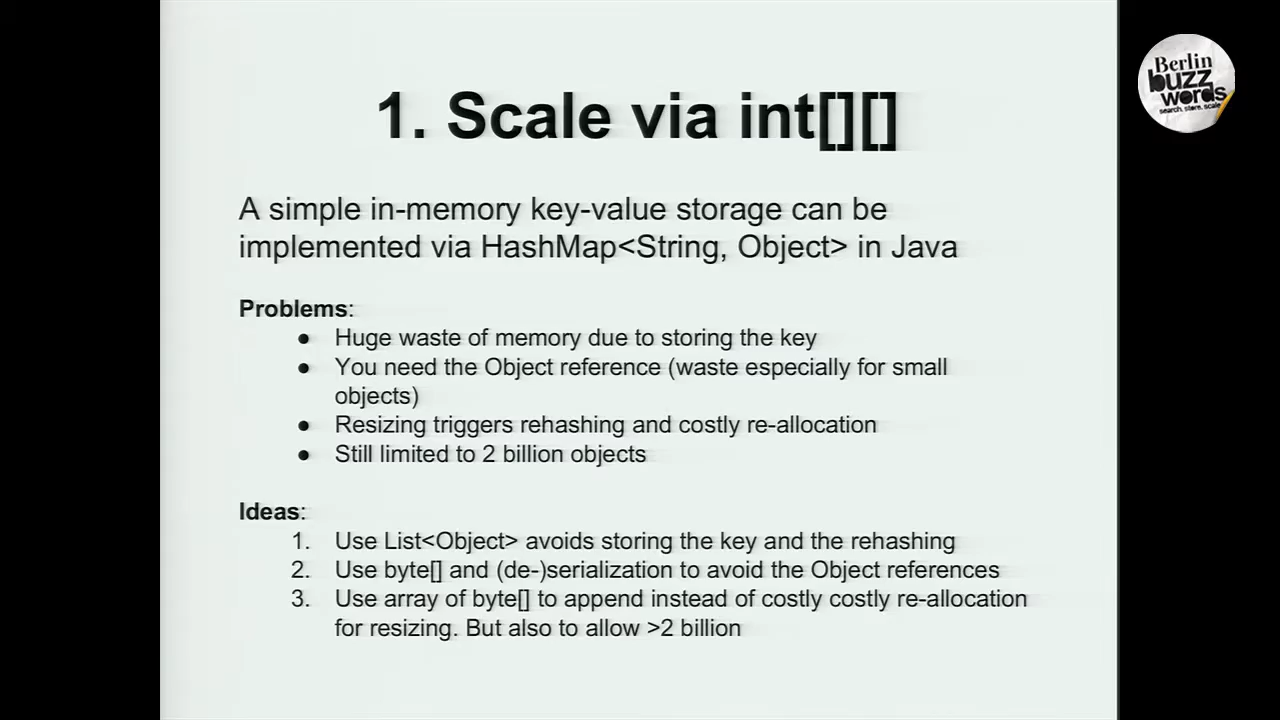 1. Scale via int[][]
A simple in-memory key-value storage can be
implemented via HashMap<String, Object> in Java
Problems:
● Huge waste of memory due to storing the key
● You need the Object reference (waste especially for small
objects)
● Resizing triggers rehashing and costly re-allocation
● Still limited to 2 billion objects
Ideas:
1. Use List<Object> avoids storing the key and the rehashing
2. Use byte[] and (de-)serialization to avoid the Object references
3. Use array of byte[] to append instead of costly costly re-allocation
for resizing. But also to allow >2 billion
Berlin
buzz
words
search. store. scale